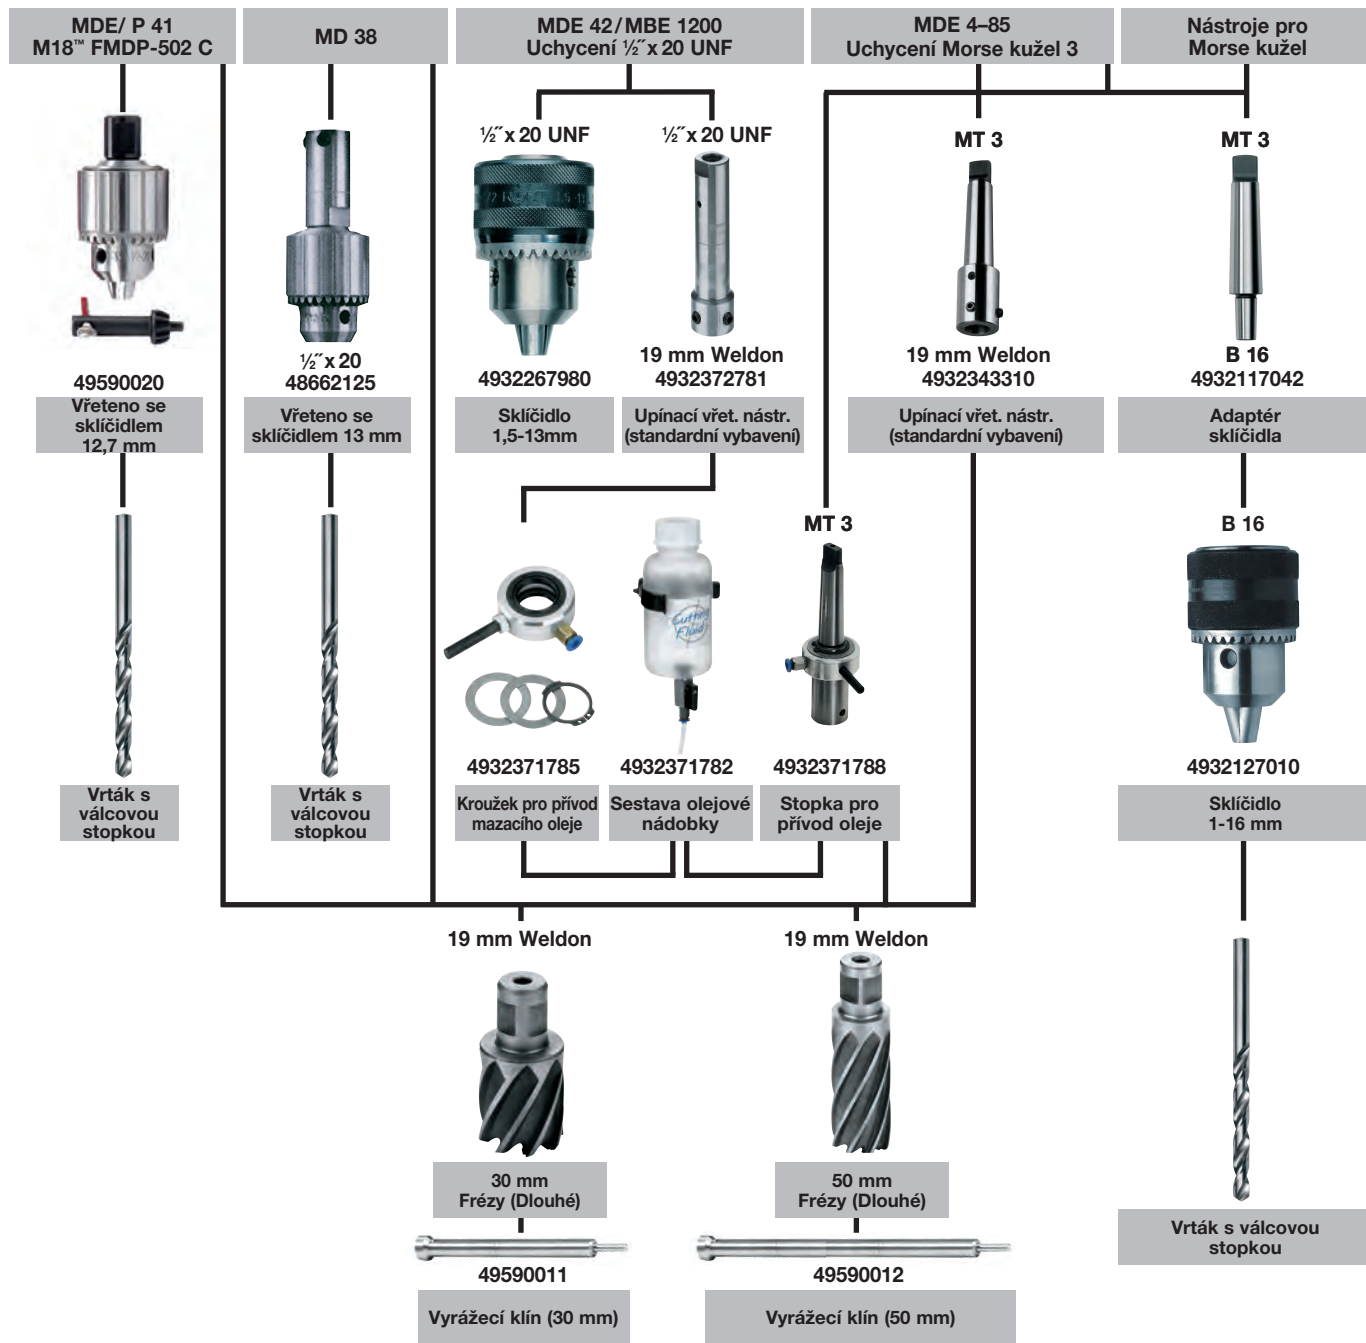 MDE/ P 41
M18™ FMDP-502 C
MD 38
MDE 42/MBE 1200
Uchycení ½˝x 20 UNF
MDE 4–85
Uchycení Morse kužel 3
Nástroje pro
Morse kužel
½˝x 20 UNF
½˝x 20 UNF
MT 3
MT 3
½˝x 20
19 mm Weldon
19 mm Weldon
B 16
49590020
48662125
4932267980
4932372781
4932343310
4932117042
Vřeteno se
sklíčidlem
12,7 mm
Vřeteno se
sklíčidlem 13 mm
Sklíčidlo
1,5-13mm
Upínací vřet. nástr.
(standardní vybavení)
Upínací vřet. nástr.
(standardní vybavení)
Adaptér
sklíčidla
MT 3
B 16
Cutting
Fluid
4932371785
4932371782
4932371788
4932127010
Vrták s
válcovou
stopkou
Vrták s
válcovou
stopkou
Kroužek pro přívod
mazacího oleje
Sestava olejové
nádobky
Stopka pro
přívod oleje
Sklíčidlo
1-16 mm
19 mm Weldon
19 mm Weldon
30 mm
Frézy (Dlouhé)
50 mm
Frézy (Dlouhé)
Vrták s válcovou
stopkou
49590011
49590012
Vyrážecí klín (30 mm)
Vyrážecí klín (50 mm)